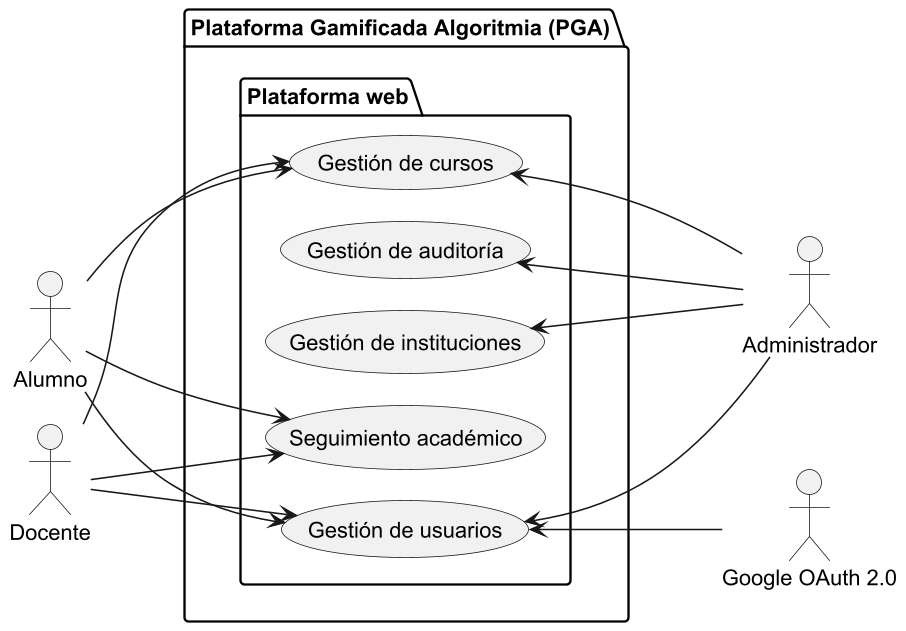 Plataforma Gamificada Algoritmia (PGA)
Plataforma web
Gestión de cursos
Gestión de auditoría
Gestión de instituciones
Seguimiento académico
Gestión de usuarios
Alumno
Docente
Administrador
Google OAuth 2.0